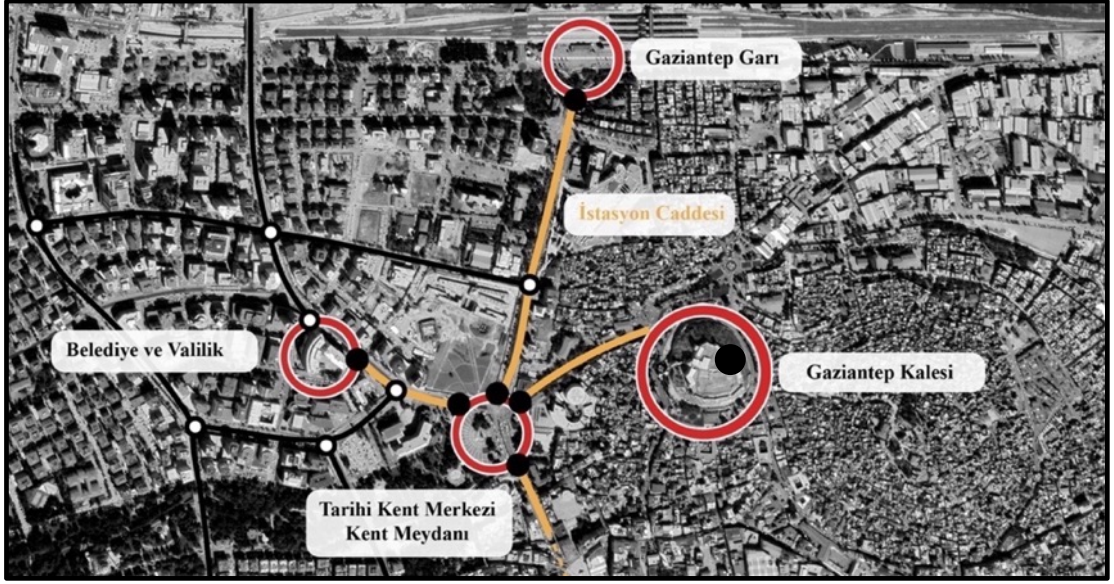 Gaziantep Garı
İstasyon Caddesi
Belediye ve Valilik
Gaziantep Kalesi
Tarihi Kent Merkezi
Kent Meydanı